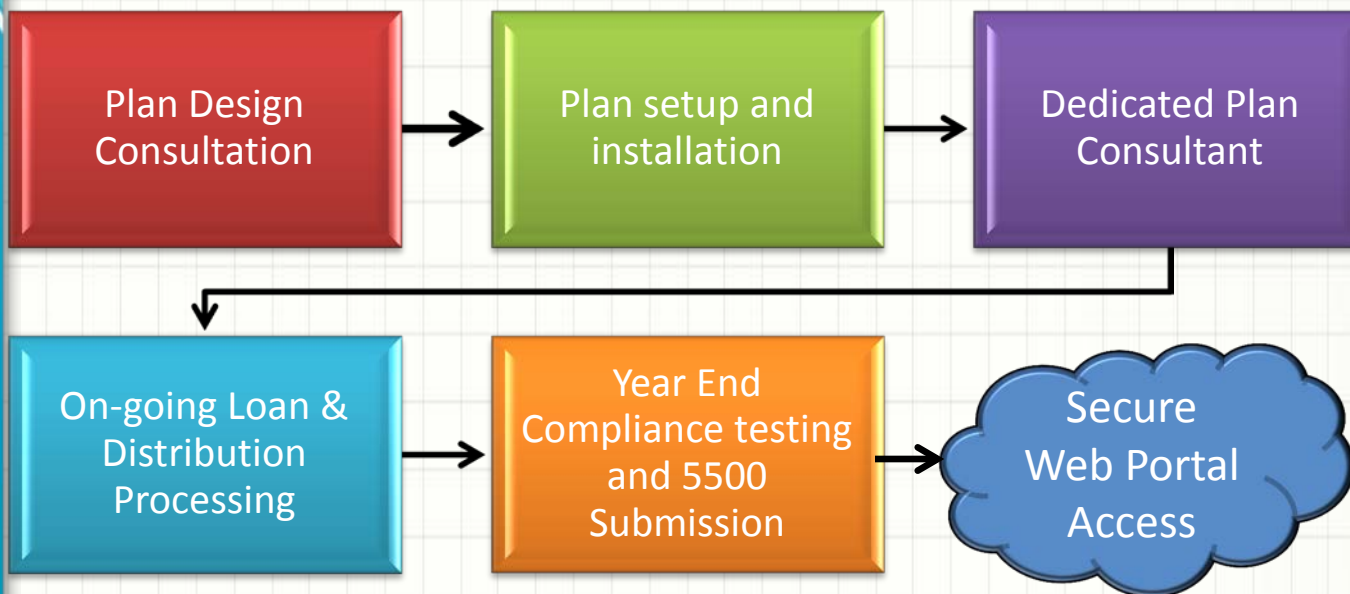 Plan Design
Consultation
Plan setup and
installation
Dedicated Plan
Consultant
On-going Loan &
Distribution
Processing
Year End
Compliance testing
and 5500
Submission
Secure
Web Portal
Access